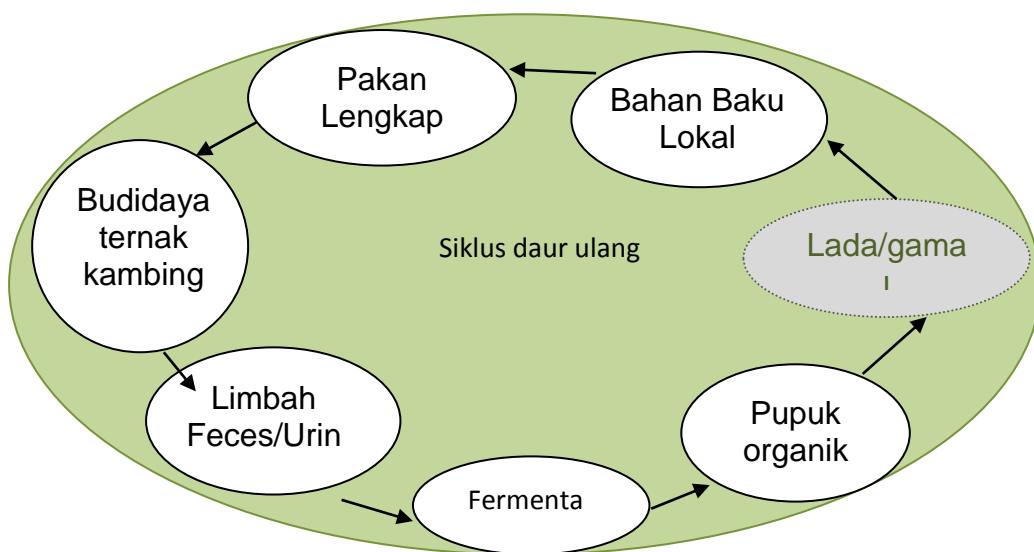 Pakan
Lengkap
Bahan Baku
Lokal
Budidaya
ternak
kambing
Siklus daur ulang
Lada/gama
Limbah
Feces/Urin
Pupuk
organik
Fermenta